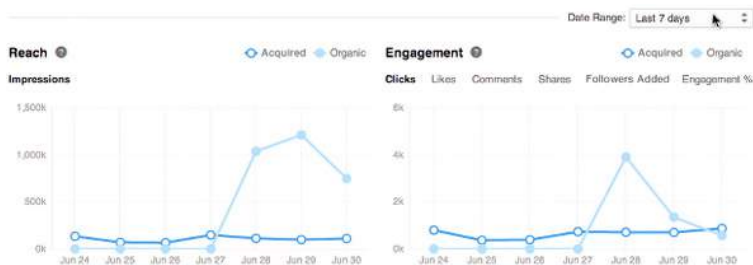 Date Range: Last 7 days
Reach ? Acquired Organic
Impressions
1,500k
1,000k
500k
0k
Jun 24 Jun 25 Jun 26 Jun 27 Jun 28 Jun 29 Jun 30
Engagement ? Acquired Organic
Clicks Likes Comments Shares Followers Added Engagement %
6k
4k
2k
0k
Jun 24 Jun 25 Jun 26 Jun 27 Jun 28 Jun 29 Jun 30